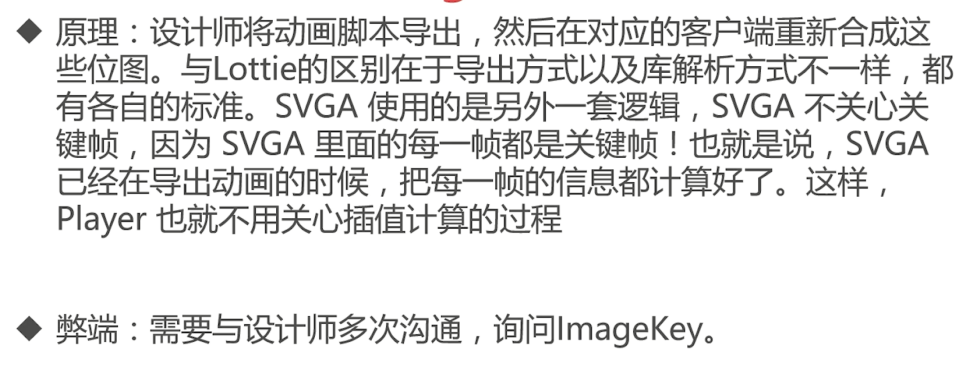 ◆ 原理：设计师将动画脚本导出，然后在对应的客户端重新合成这
些位图。与Lottie的区别在于导出方式以及库解析方式不一样，都
有各自的标准。SVGA 使用的是另外一套逻辑，SVGA 不关心关
键帧，因为 SVGA 里面的每一帧都是关键帧！也就是说，SVGA
已经在导出动画的时候，把每一帧的信息都计算好了。这样，
Player 也就不用关心插值计算的过程
◆ 弊端：需要与设计师多次沟通，询问ImageKey。